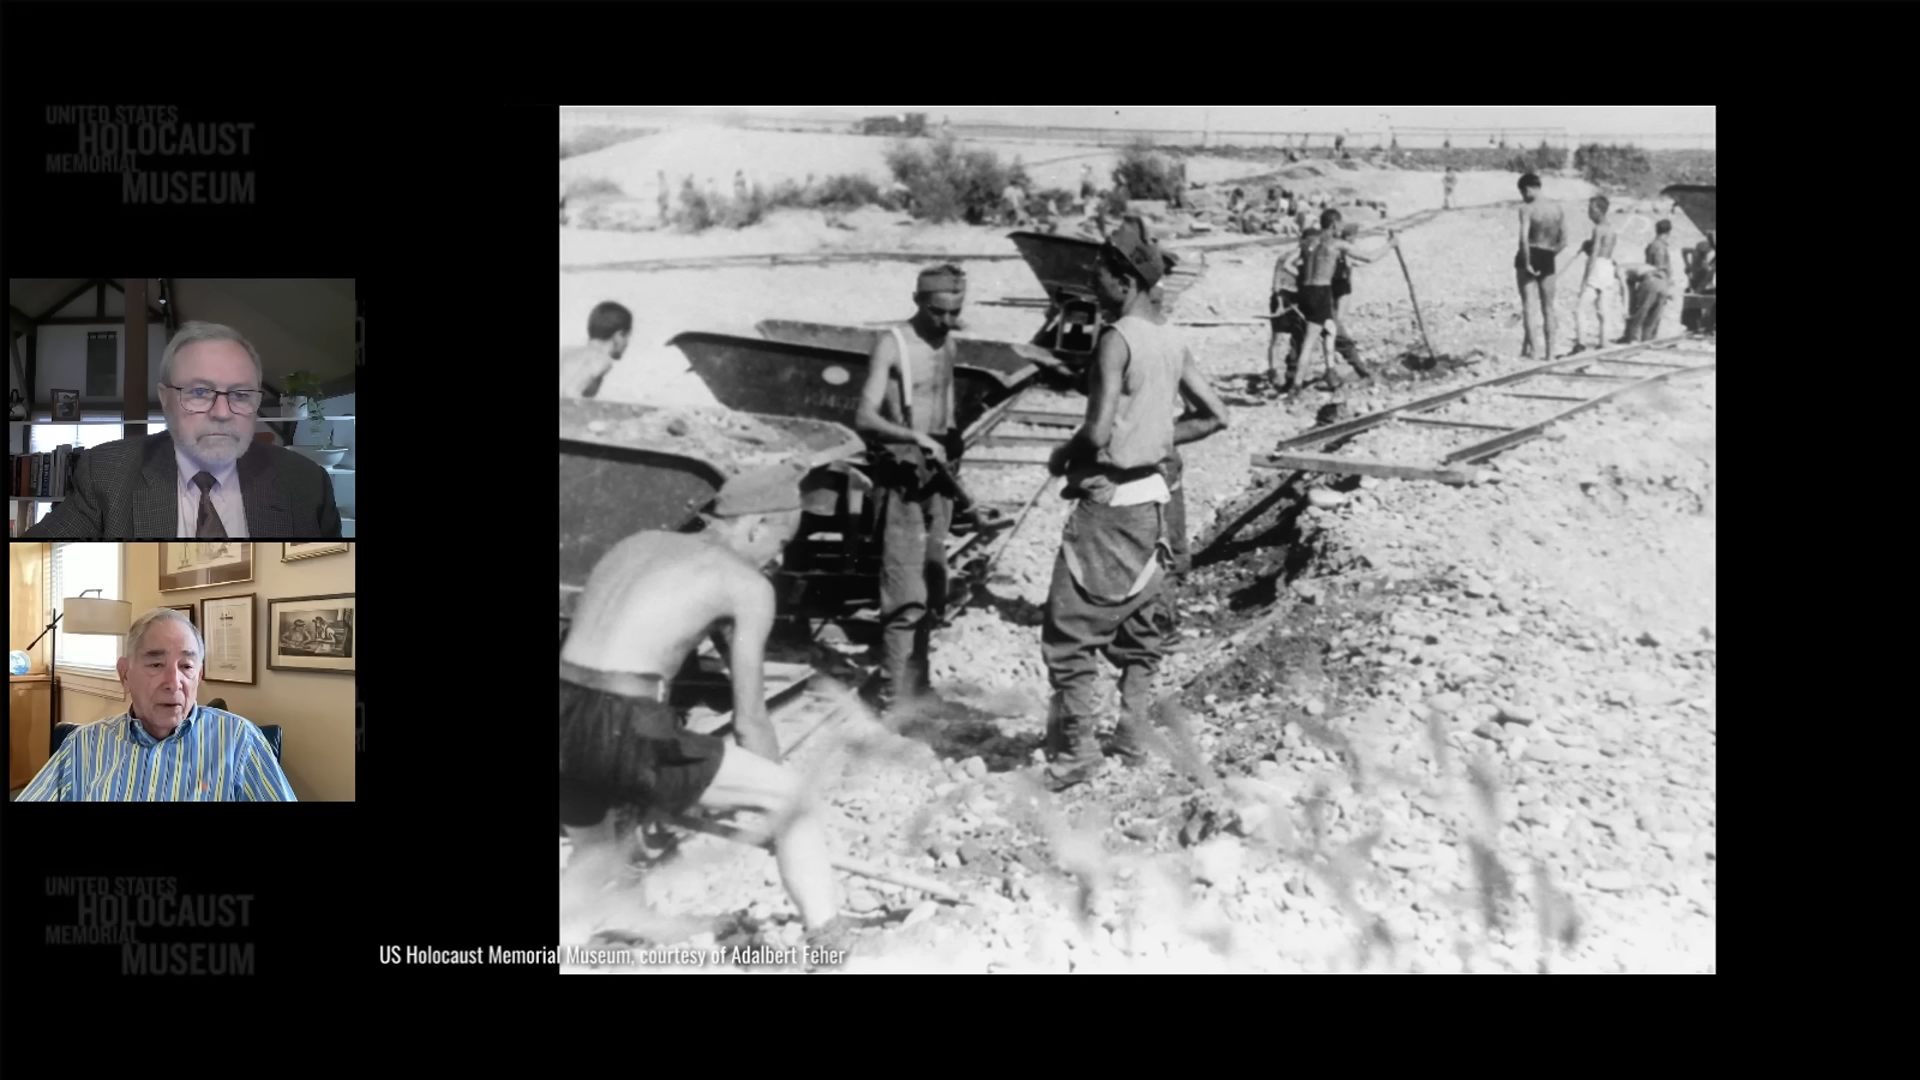 UNITED STATES
HOLOCAUST
MEMORIAL
MUSEUM
US Holocaust Memorial Museum, courtesy of Adalbert Feher
UNITED STATES
HOLOCAUST
MEMORIAL
MUSEUM